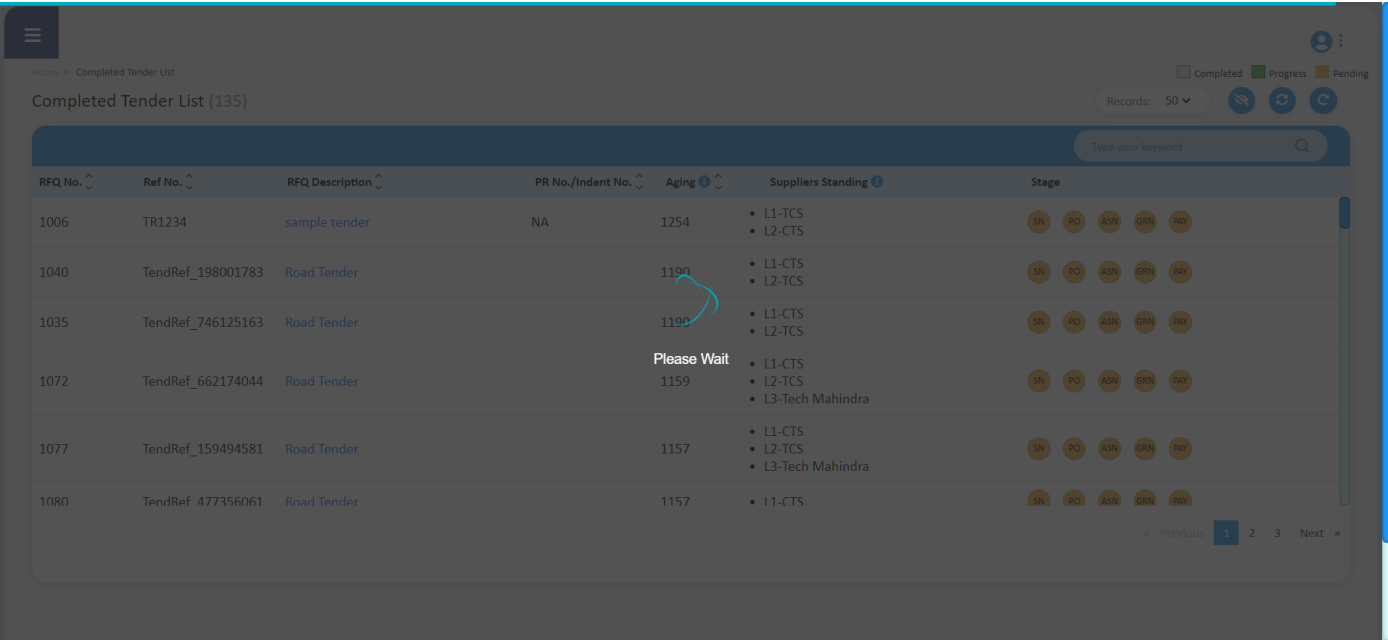 Home > Completed Tender List
Completed Progress Pending
Completed Tender List (135)
Records: 50
Type your keyword
RFQ No. Ref No. RFQ Description PR No./Indent No. Aging Suppliers Standing Stage
1006 TR1234 sample tender NA 1254 L1-TCS SN PO ASN GRN PAY
L2-CTS
1040 TendRef_198001783 Road Tender 1190 L1-CTS SN PO ASN GRN PAY
L2-TCS
1035 TendRef_746125163 Road Tender 1190 L1-CTS SN PO ASN GRN PAY
L2-TCS
Please Wait
1072 TendRef_662174044 Road Tender 1159 L1-CTS SN PO ASN GRN PAY
L2-TCS
L3-Tech Mahindra
1077 TendRef_159494581 Road Tender 1157 L1-CTS SN PO ASN GRN PAY
L2-TCS
L3-Tech Mahindra
1080 TendRef_477356061 Road Tender 1157 L1-CTS SN PO ASN GRN PAY
« Previous 1 2 3 Next »